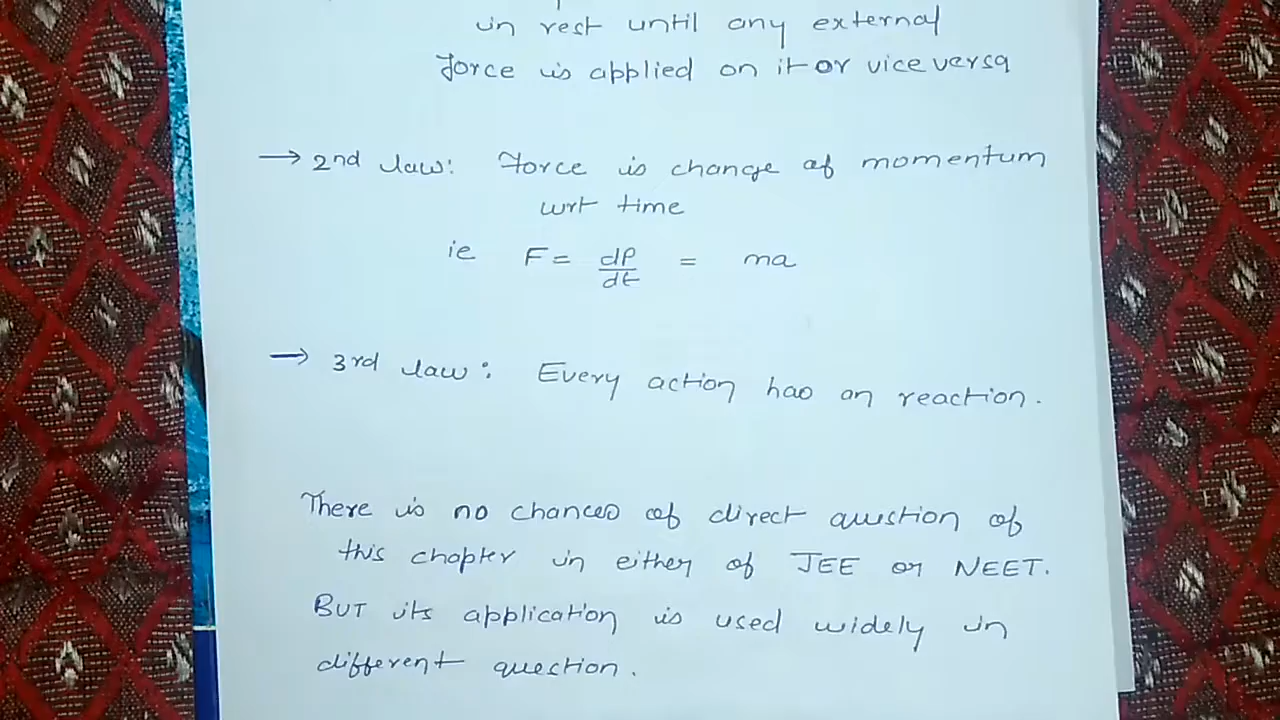 in rest until any external
force is applied on it or vice versa
→ 2nd law: Force is change of momentum
wrt time
ie F = dP/dt = ma
→ 3rd law: Every action has an reaction.
There is no chances of direct question of
this chapter in either of JEE or NEET.
BUT its application is used widely in
different question.